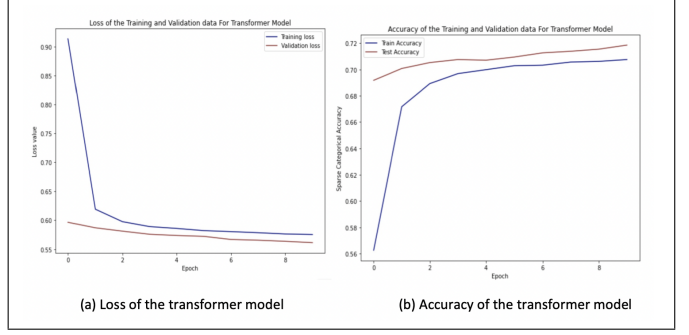 Loss of the Training and Validation data For Transformer Model
Training loss
Validation loss
Loss value
0.90
0.85
0.80
0.75
0.70
0.65
0.60
0.55
0
2
4
6
8
Epoch
(a) Loss of the transformer model
Accuracy of the Training and Validation data For Transformer Model
Train Accuracy
Test Accuracy
Sparse Categorical Accuracy
0.72
0.70
0.68
0.66
0.64
0.62
0.60
0.58
0.56
0
2
4
6
8
Epoch
(b) Accuracy of the transformer model